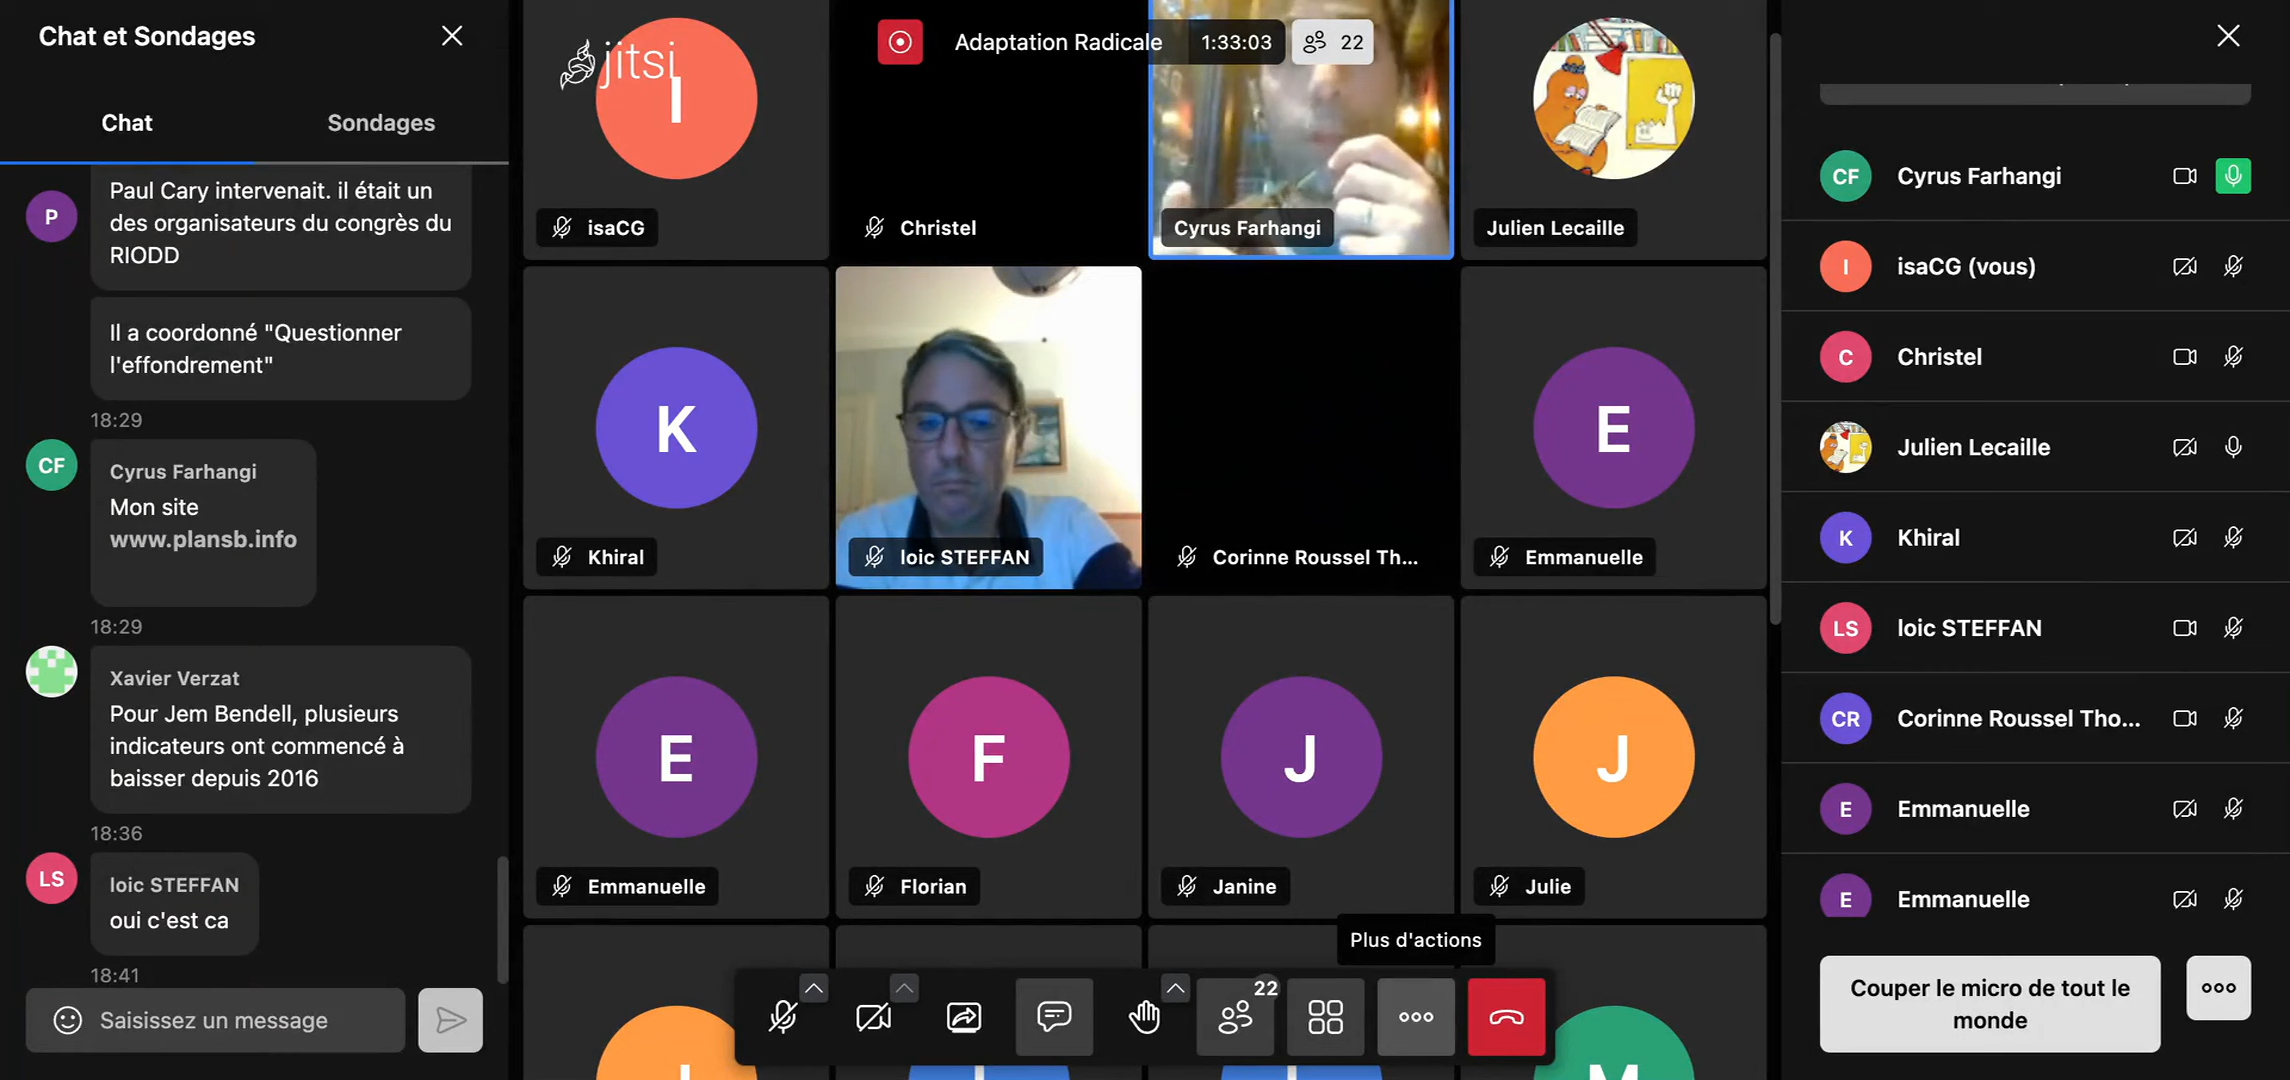 Chat et Sondages
Chat
Sondages
P
Paul Cary intervenait. il était un
des organisateurs du congrès du
RIODD
Il a coordonné "Questionner
l'effondrement"
18:29
CF
Cyrus Farhangi
Mon site
www.plansb.info
18:29
Xavier Verzat
Pour Jem Bendell, plusieurs
indicateurs ont commencé à
baisser depuis 2016
18:36
LS
loic STEFFAN
oui c'est ca
18:41
Saisissez un message
jitsi
Adaptation Radicale
1:33:03
22
I
isaCG
Christel
Cyrus Farhangi
Julien Lecaille
K
Khiral
loic STEFFAN
Corinne Roussel Th...
E
Emmanuelle
E
Emmanuelle
F
Florian
J
Janine
J
Julie
Plus d'actions
22
CF
Cyrus Farhangi
I
isaCG (vous)
C
Christel
Julien Lecaille
K
Khiral
LS
loic STEFFAN
CR
Corinne Roussel Tho...
E
Emmanuelle
E
Emmanuelle
Couper le micro de tout le
monde